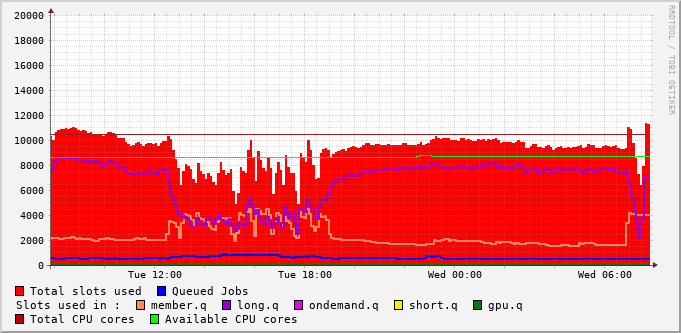 20000
18000
16000
14000
12000
10000
8000
6000
4000
2000
0
Tue 12:00 Tue 18:00 Wed 00:00 Wed 06:00
RRDTOOL / TOBI OETIKER
Total slots used Queued Jobs
Slots used in : member.q long.q ondemand.q short.q gpu.q
Total CPU cores Available CPU cores